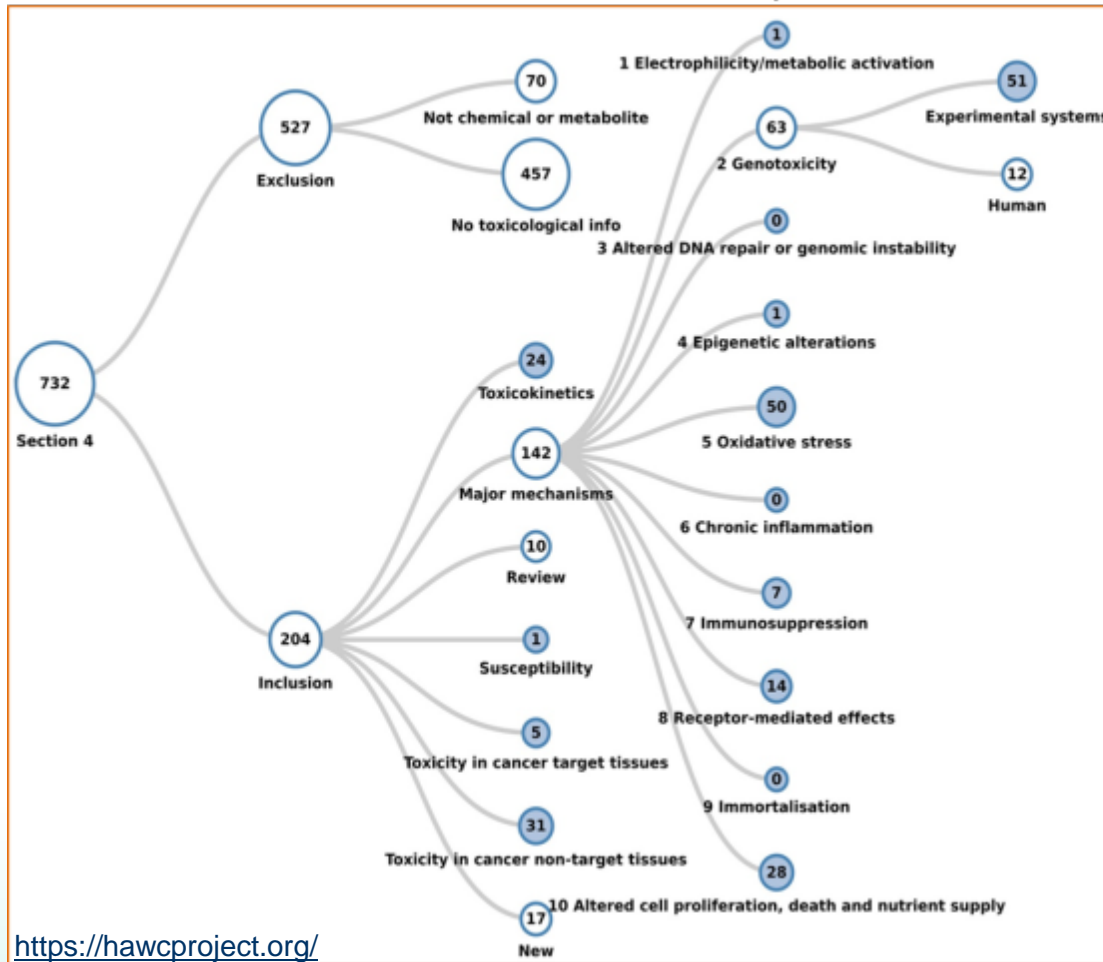 732
Section 4
527
Exclusion
70
Not chemical or metabolite
457
No toxicological info
204
Inclusion
24
Toxicokinetics
142
Major mechanisms
10
Review
1
Susceptibility
5
Toxicity in cancer target tissues
31
Toxicity in cancer non-target tissues
17
New
1
1 Electrophilicity/metabolic activation
63
2 Genotoxicity
51
Experimental systems
12
Human
0
3 Altered DNA repair or genomic instability
1
4 Epigenetic alterations
50
5 Oxidative stress
0
6 Chronic inflammation
7
7 Immunosuppression
14
8 Receptor-mediated effects
0
9 Immortalisation
28
10 Altered cell proliferation, death and nutrient supply
https://hawcproject.org/